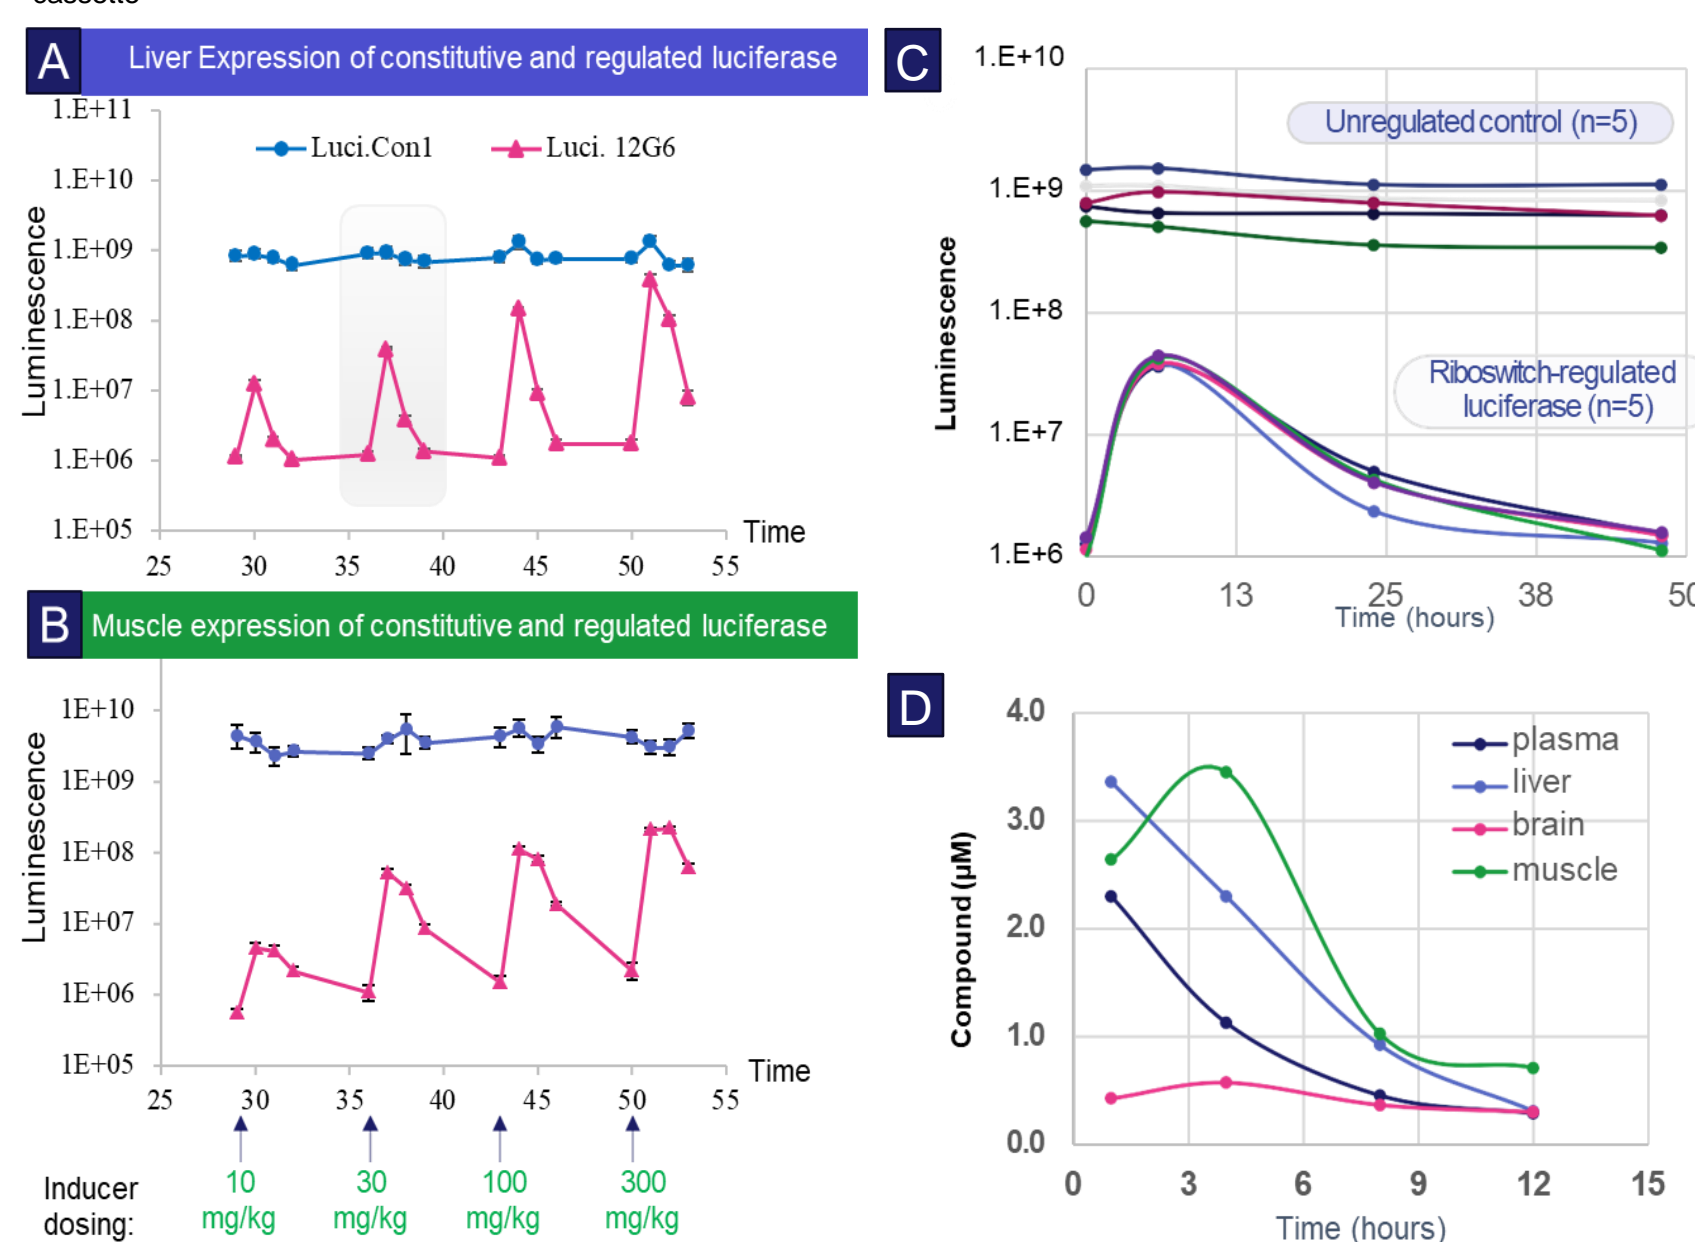 cassette
A
Liver Expression of constitutive and regulated luciferase
1.E+11
1.E+10
1.E+09
1.E+08
1.E+07
1.E+06
1.E+05
Luminescence
Luci.Con1
Luci. 12G6
Time
25 30 35 40 45 50 55
B
Muscle expression of constitutive and regulated luciferase
1E+10
1E+09
1E+08
1E+07
1E+06
1E+05
Luminescence
Time
25 30 35 40 45 50 55
Inducer
dosing:
10
mg/kg
30
mg/kg
100
mg/kg
300
mg/kg
C
1.E+10
1.E+9
1.E+8
1.E+7
1.E+6
Luminescence
Unregulated control (n=5)
Riboswitch-regulated
luciferase (n=5)
0 13 25 38 50
Time (hours)
D
4.0
3.0
2.0
1.0
0.0
Compound (µM)
plasma
liver
brain
muscle
0 3 6 9 12 15
Time (hours)